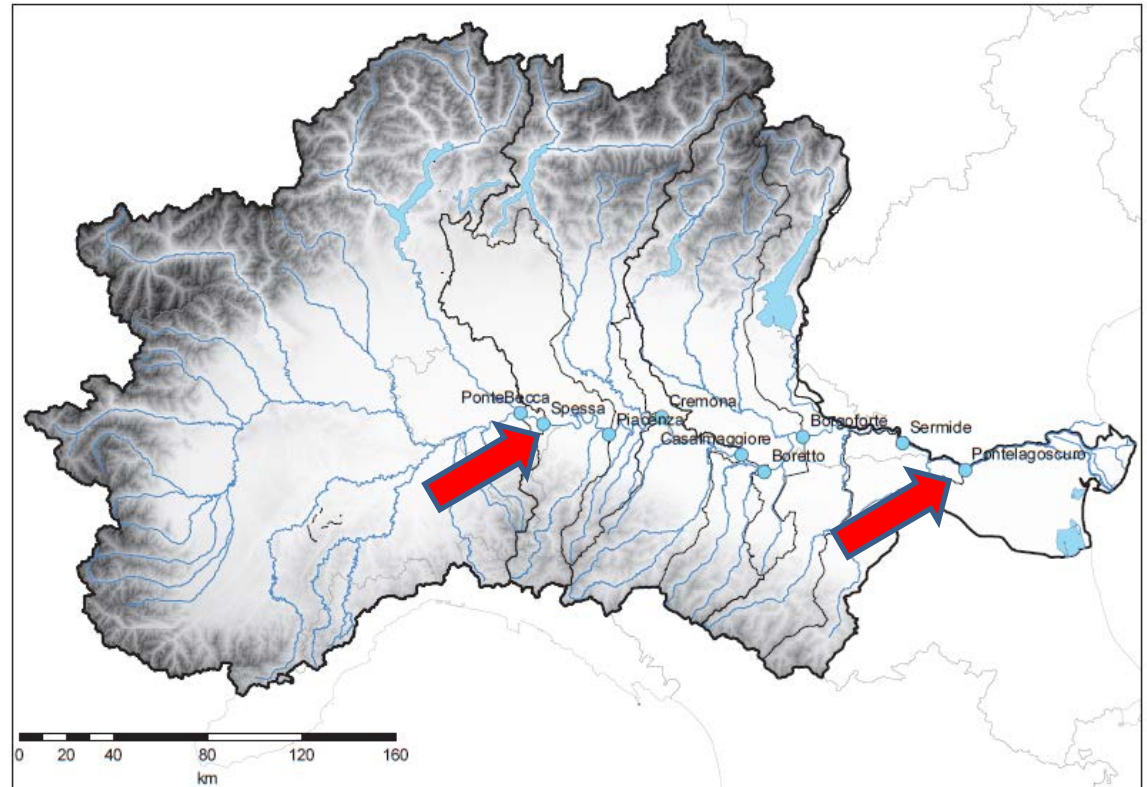 PonteBecca
Spessa
Piacenza
Cremona
Casalmaggiore
Boretto
Borgoforte
Sermide
Pontelagoscuro
0 20 40 80 120 160
km